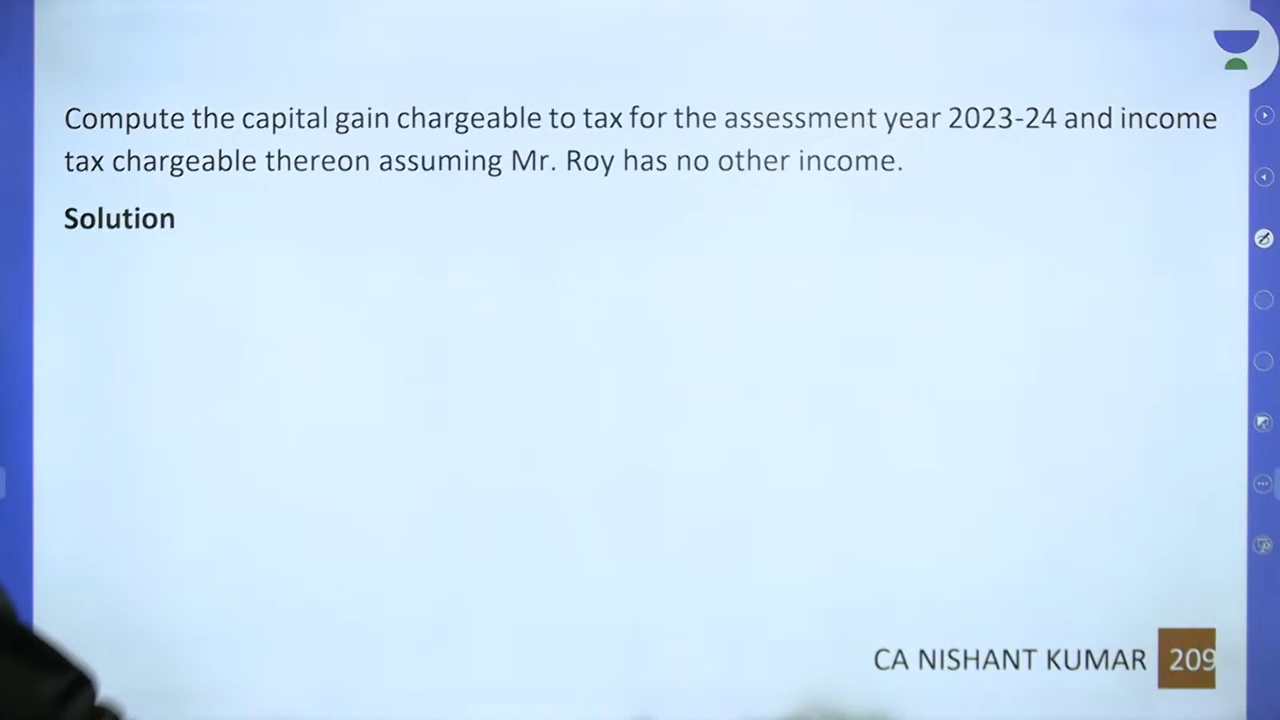 Compute the capital gain chargeable to tax for the assessment year 2023-24 and income
tax chargeable thereon assuming Mr. Roy has no other income.
Solution
CA NISHANT KUMAR 209